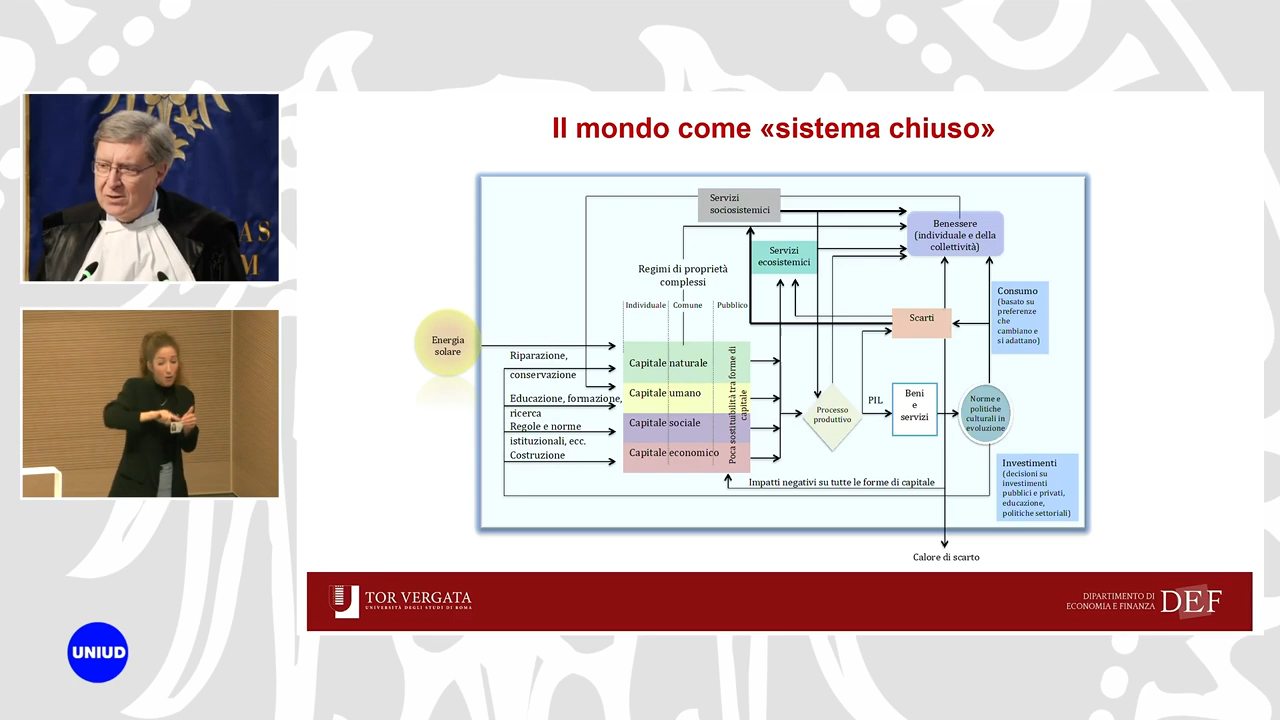 Il mondo come «sistema chiuso»
Servizi
sociosistemici
Benessere
(individuale e della
collettività)
Servizi
ecosistemici
Regimi di proprietà
complessi
Individuale
Comune
Pubblico
Consumo
(basato su
preferenze
che
cambiano e
si adattano)
Scarti
Energia
solare
Riparazione,
conservazione
Educazione, formazione,
ricerca
Regole e norme
istituzionali, ecc.
Costruzione
Capitale naturale
Capitale umano
Capitale sociale
Capitale economico
Poca sostituibilità tra forme di
capitale
Processo
produttivo
PIL
Beni
e
servizi
Norme e
politiche
culturali in
evoluzione
Investimenti
(decisioni su
investimenti
pubblici e privati,
educazione,
politiche settoriali)
Impatti negativi su tutte le forme di capitale
Calore di scarto
TOR VERGATA
UNIVERSITÀ DEGLI STUDI DI ROMA
DIPARTIMENTO DI
ECONOMIA E FINANZA
DEF
UNIUD
AS
M